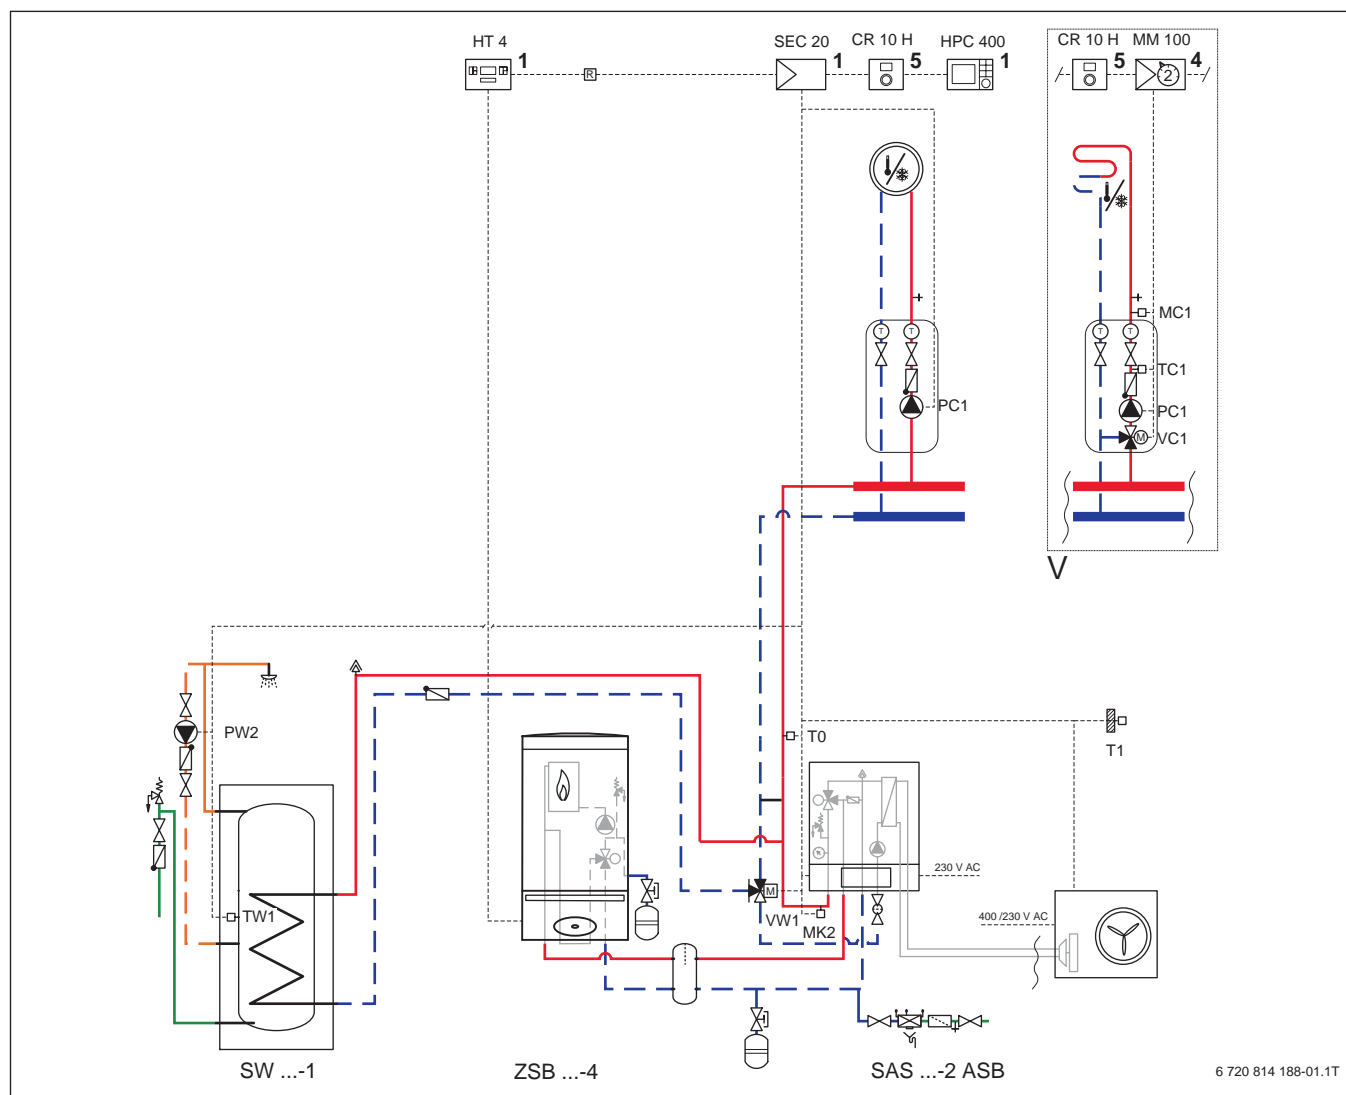 HT 4
SEC 20
CR 10 H
HPC 400
CR 10 H
MM 100
1
R
1
5
1
5
2
4
MC1
T
T
T
T
TC1
PC1
PC1
M
VC1
V
PW2
T0
T1
230 V AC
TW1
M
VW1
MK2
400 /230 V AC
SW ...-1
ZSB ...-4
SAS ...-2 ASB
6 720 814 188-01.1T